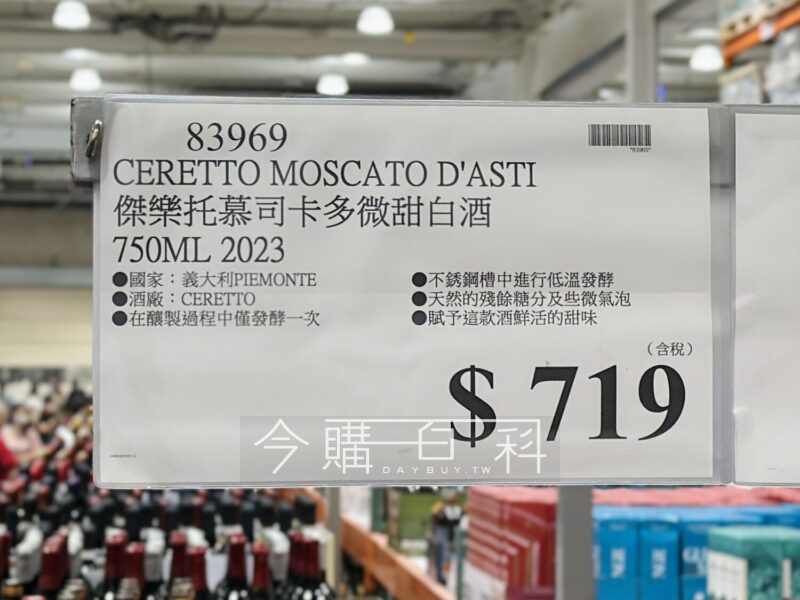 83969
*83969*
CERETTO MOSCATO D'ASTI
傑樂托慕司卡多微甜白酒
750ML 2023
●國家：義大利PIEMONTE
●酒廠：CERETTO
●在釀製過程中僅發酵一次
●不銹鋼槽中進行低溫發酵
●天然的殘餘糖分及些微氣泡
●賦予這款酒鮮活的甜味
（含稅）
$ 719
今購百科
DAYBUY.TW